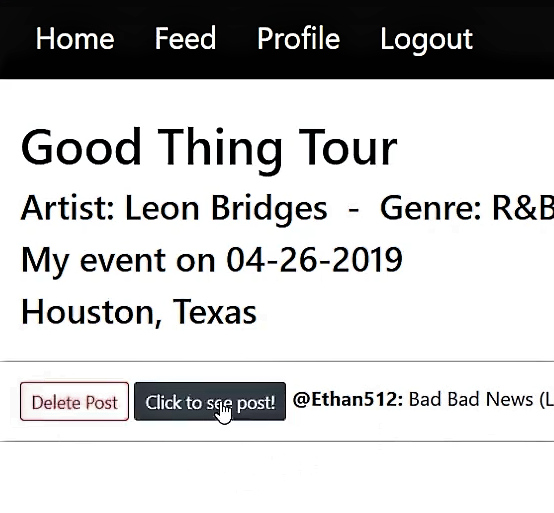 Home Feed Profile Logout
Good Thing Tour
Artist: Leon Bridges - Genre: R&B
My event on 04-26-2019
Houston, Texas
Delete Post Click to see post! @Ethan512: Bad Bad News (L